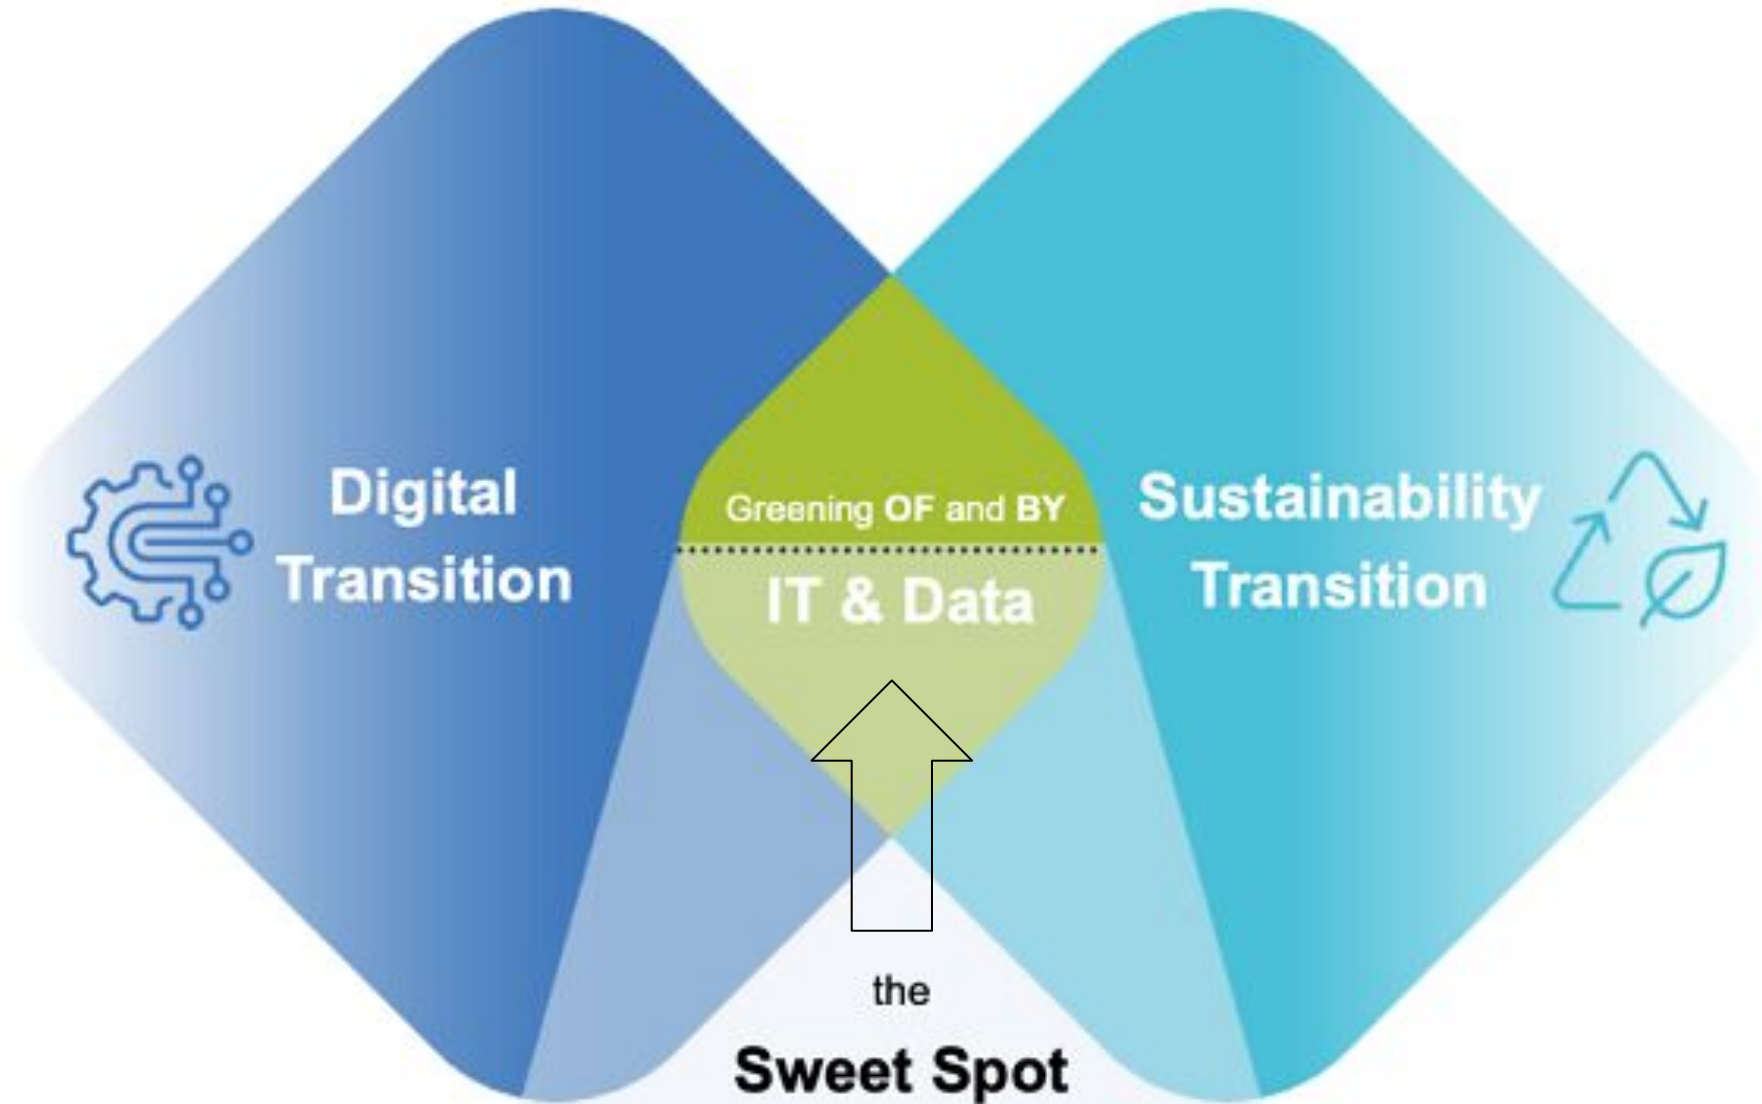 Digital
Transition
Greening OF and BY
IT & Data
Sustainability
Transition
the
Sweet Spot